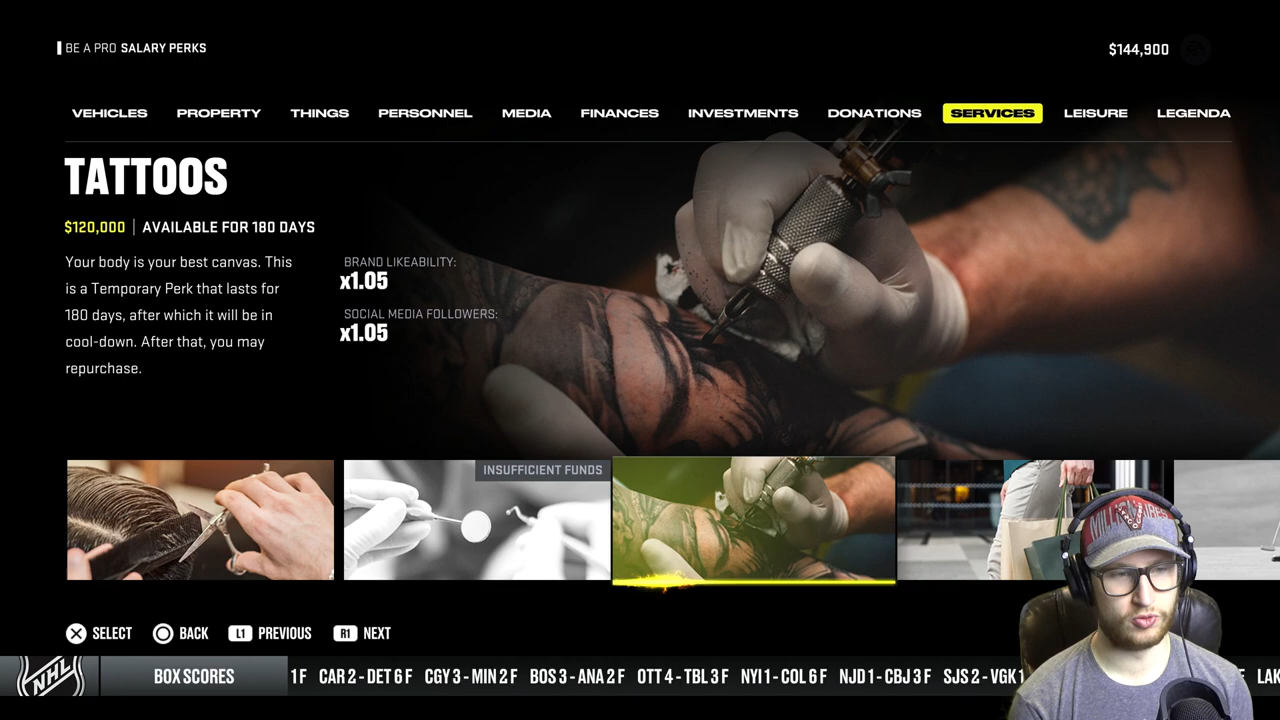 BE A PRO SALARY PERKS
$144,900
VEHICLES PROPERTY THINGS PERSONNEL MEDIA FINANCES INVESTMENTS DONATIONS SERVICES LEISURE LEGENDA
TATTOOS
$120,000 AVAILABLE FOR 180 DAYS
Your body is your best canvas. This
is a Temporary Perk that lasts for
180 days, after which it will be in
cool-down. After that, you may
repurchase.
BRAND LIKEABILITY:
x1.05
SOCIAL MEDIA FOLLOWERS:
x1.05
INSUFFICIENT FUNDS
SELECT BACK L1 PREVIOUS R1 NEXT
NHL BOX SCORES 1 F CAR 2 - DET 6 F CGY 3 - MIN 2 F BOS 3 - ANA 2 F OTT 4 - TBL 3 F NYI 1 - COL 6 F NJD 1 - CBJ 3 F SJS 2 - VGK 1 F LAK